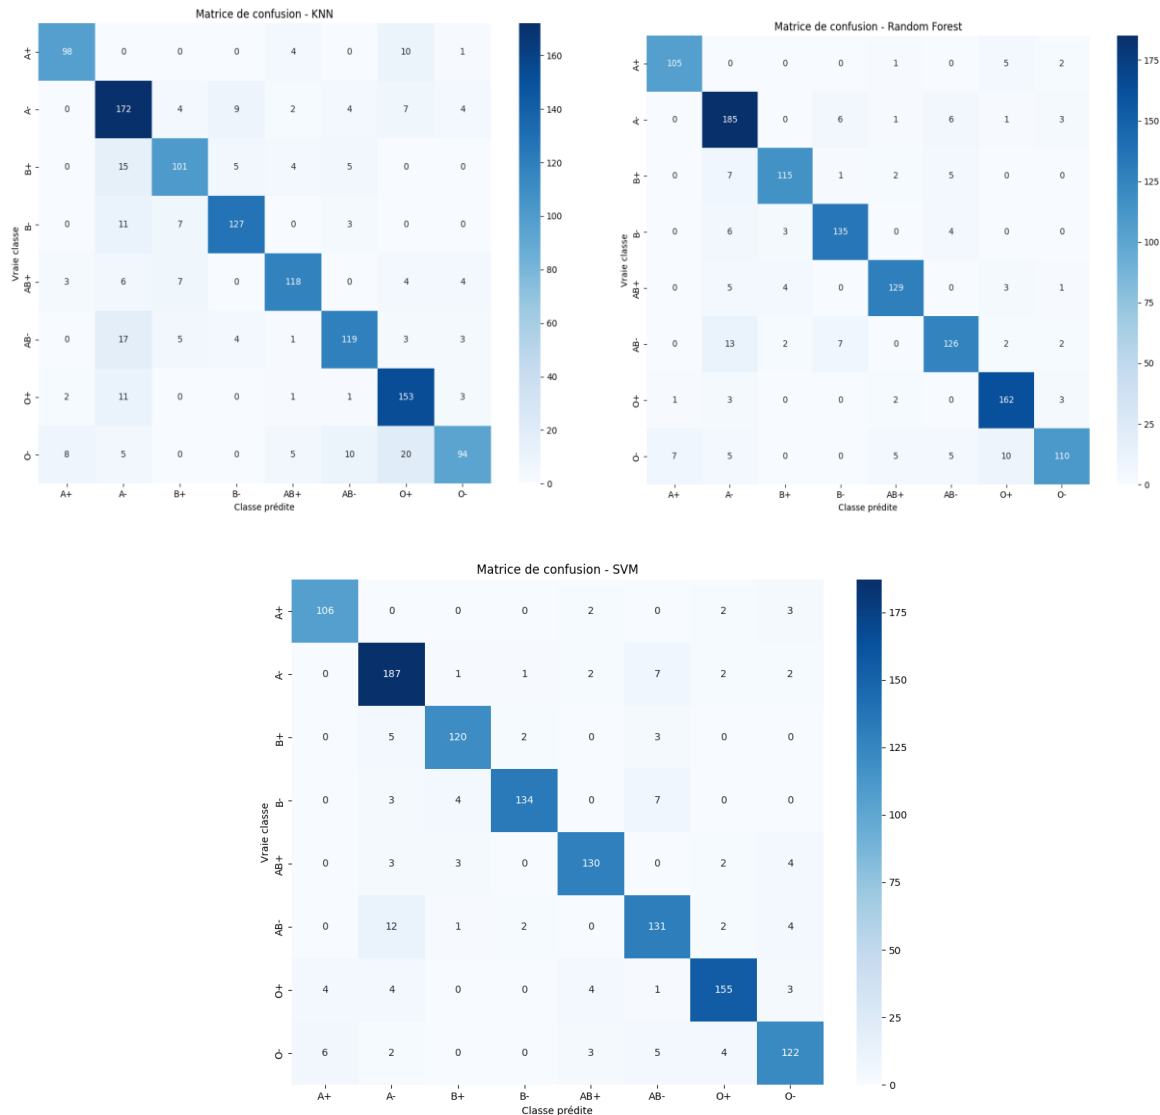 Matrice de confusion - KNN
A+ 98 0 0 0 4 0 10 1
A- 0 172 4 9 2 4 7 4
B+ 0 15 101 5 4 5 0 0
B- 0 11 7 127 0 3 0 0
AB+ 3 6 7 0 118 0 4 4
AB- 0 17 5 4 1 119 3 3
O+ 2 11 0 0 1 1 153 3
O- 8 5 0 0 5 10 20 94
A+ A- B+ B- AB+ AB- O+ O-
Classe prédite
Vraie classe
160
140
120
100
80
60
40
20
0
Matrice de confusion - Random Forest
A+ 105 0 0 0 1 0 5 2
A- 0 185 0 6 1 6 1 3
B+ 0 7 115 1 2 5 0 0
B- 0 6 3 135 0 4 0 0
AB+ 0 5 4 0 129 0 3 1
AB- 0 13 2 7 0 126 2 2
O+ 1 3 0 0 2 0 162 3
O- 7 5 0 0 5 5 10 110
A+ A- B+ B- AB+ AB- O+ O-
Classe prédite
Vraie classe
175
150
125
100
75
50
25
0
Matrice de confusion - SVM
A+ 106 0 0 0 2 0 2 3
A- 0 187 1 1 2 7 2 2
B+ 0 5 120 2 0 3 0 0
B- 0 3 4 134 0 7 0 0
AB+ 0 3 3 0 130 0 2 4
AB- 0 12 1 2 0 131 2 4
O+ 4 4 0 0 4 1 155 3
O- 6 2 0 0 3 5 4 122
A+ A- B+ B- AB+ AB- O+ O-
Classe prédite
Vraie classe
175
150
125
100
75
50
25
0